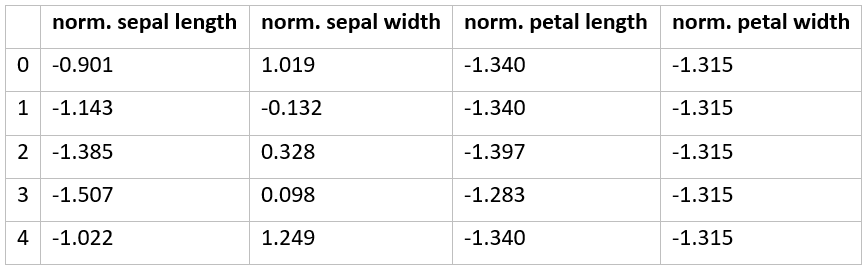 norm. sepal length norm. sepal width norm. petal length norm. petal width
0 -0.901 1.019 -1.340 -1.315
1 -1.143 -0.132 -1.340 -1.315
2 -1.385 0.328 -1.397 -1.315
3 -1.507 0.098 -1.283 -1.315
4 -1.022 1.249 -1.340 -1.315